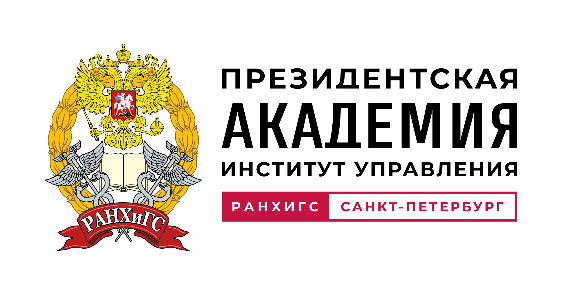 РАНХиГС
ПРЕЗИДЕНТСКАЯ
АКАДЕМИЯ
ИНСТИТУТ УПРАВЛЕНИЯ
РАНХИГС САНКТ-ПЕТЕРБУРГ